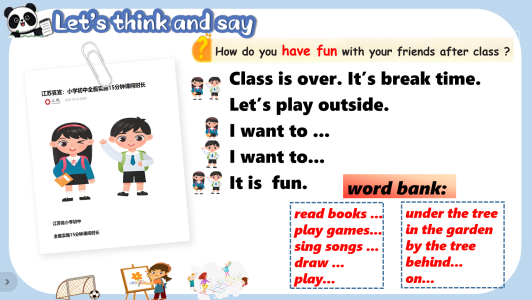 Let's think and say
How do you have fun with your friends after class ?
江苏官宣:小学初中全面实施15分钟课间时长
Class is over. It's break time.
Let's play outside.
I want to ...
I want to...
It is fun.
word bank:
read books ...
play games...
sing songs ...
draw ...
play...
under the tree
in the garden
by the tree
behind...
on...
江苏省小学初中
全面实施15分钟课间时长